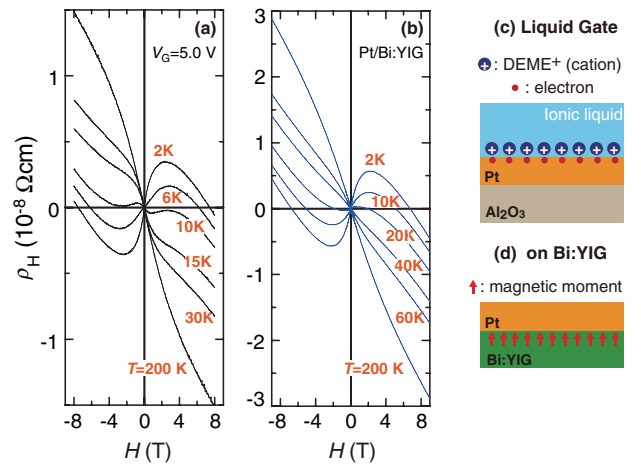 (a)
V_G=5.0 V
2K
6K
10K
15K
30K
T=200 K
1
0
-1
-8 -4 0 4 8
H (T)
ρ_H (10⁻⁸ Ωcm)
(b)
Pt/Bi:YIG
2K
10K
20K
40K
60K
T=200 K
3
2
1
0
-1
-2
-3
-8 -4 0 4 8
H (T)
(c) Liquid Gate
+ : DEME⁺ (cation)
: electron
Ionic liquid
+ + + + + + + +
Pt
Al₂O₃
(d) on Bi:YIG
: magnetic moment
Pt
Bi:YIG